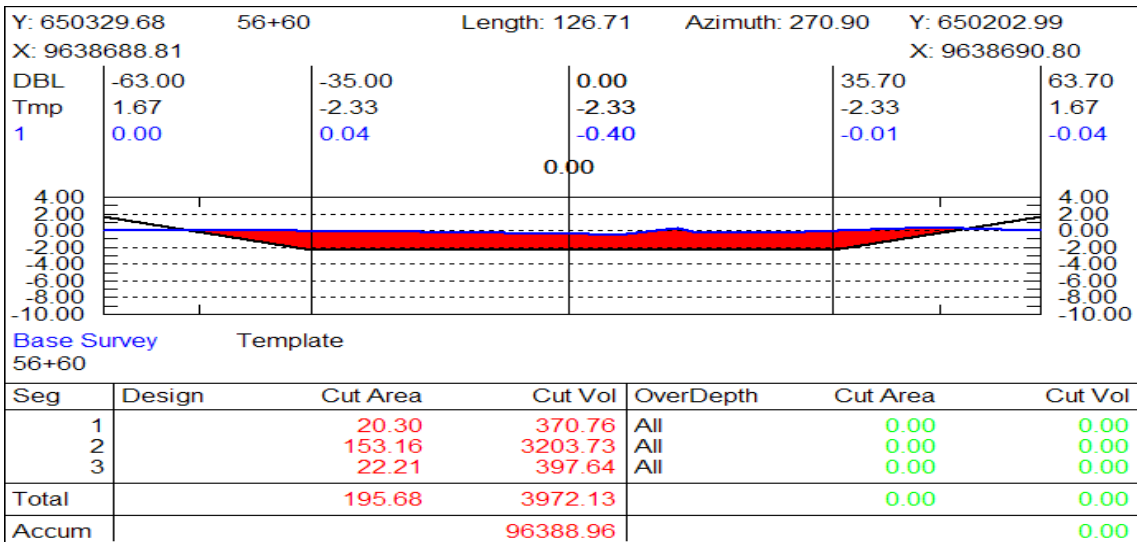 Y: 650329.68 56+60 Length: 126.71 Azimuth: 270.90 Y: 650202.99
X: 9638688.81 X: 9638690.80
DBL -63.00 -35.00 0.00 35.70 63.70
Tmp 1.67 -2.33 -2.33 -2.33 1.67
1 0.00 0.04 -0.40 -0.01 -0.04
0.00
4.00 4.00
2.00 2.00
0.00 0.00
-2.00 -2.00
-4.00 -4.00
-6.00 -6.00
-8.00 -8.00
-10.00 -10.00
Base Survey Template
56+60
Seg Design Cut Area Cut Vol OverDepth Cut Area Cut Vol
1 20.30 370.76 All 0.00 0.00
2 153.16 3203.73 All 0.00 0.00
3 22.21 397.64 All 0.00 0.00
Total 195.68 3972.13 0.00 0.00
Accum 96388.96 0.00